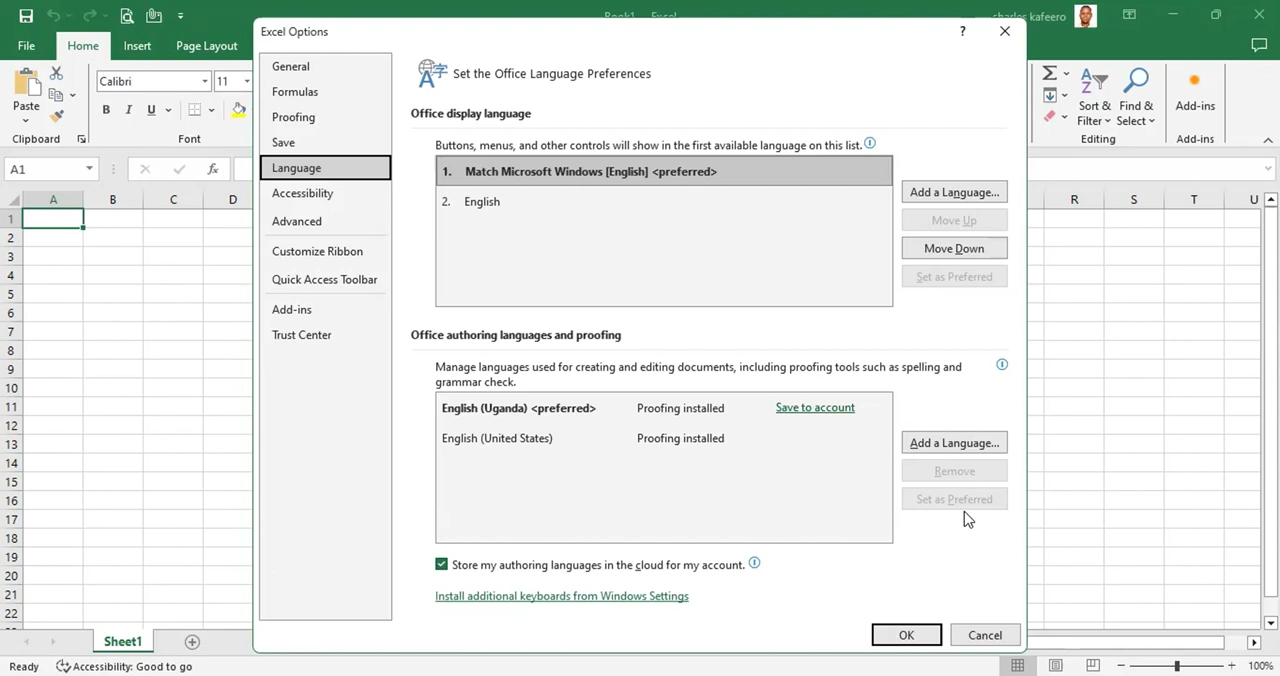 Book1 - Excel
charles kafeero
File
Home
Insert
Page Layout
Paste
Clipboard
Calibri
11
B I U
Font
Sort &
Filter
Find &
Select
Editing
Add-ins
Add-ins
A1
fx
A B C D R S T U
1
2
3
4
5
6
7
8
9
10
11
12
13
14
15
16
17
18
19
20
21
22
Excel Options
?
General
Formulas
Proofing
Save
Language
Accessibility
Advanced
Customize Ribbon
Quick Access Toolbar
Add-ins
Trust Center
Set the Office Language Preferences
Office display language
Buttons, menus, and other controls will show in the first available language on this list.
1. Match Microsoft Windows [English] <preferred>
2. English
Add a Language...
Move Up
Move Down
Set as Preferred
Office authoring languages and proofing
Manage languages used for creating and editing documents, including proofing tools such as spelling and
grammar check.
English (Uganda) <preferred> Proofing installed Save to account
English (United States) Proofing installed
Add a Language...
Remove
Set as Preferred
Store my authoring languages in the cloud for my account.
Install additional keyboards from Windows Settings
OK
Cancel
Sheet1
Ready
Accessibility: Good to go
100%